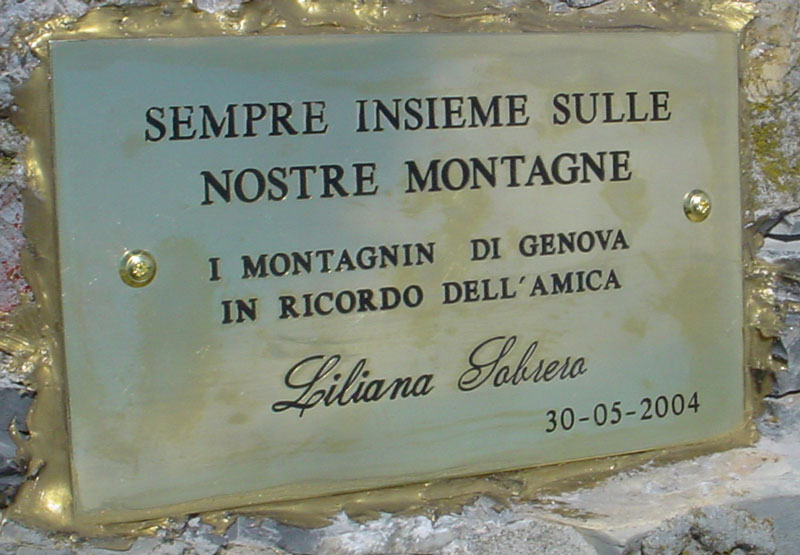 SEMPRE INSIEME SULLE
NOSTRE MONTAGNE
I MONTAGNIN DI GENOVA
IN RICORDO DELL'AMICA
Liliana Sobrero
30-05-2004